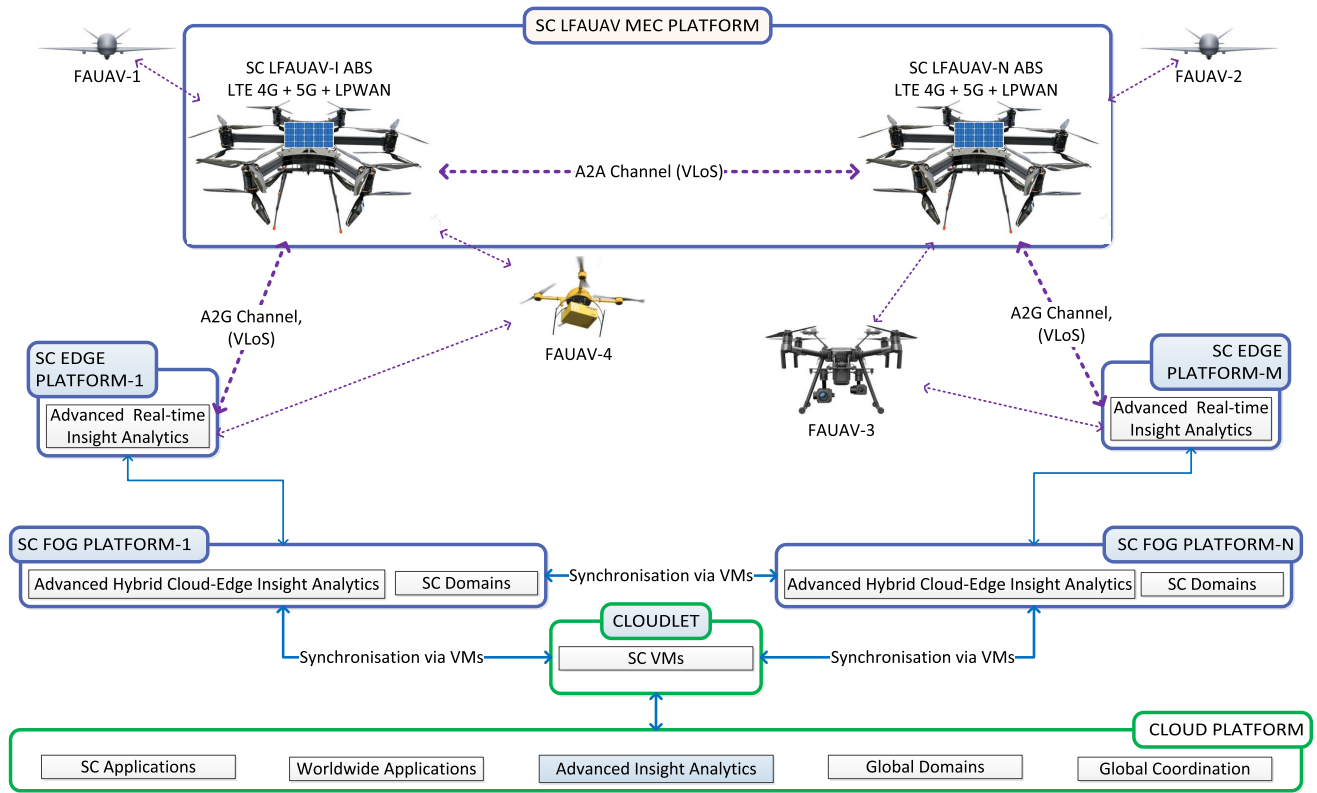 SC LFAUAV MEC PLATFORM
FAUAV-1
SC LFAUAV-I ABS
LTE 4G + 5G + LPWAN
SC LFAUAV-N ABS
LTE 4G + 5G + LPWAN
FAUAV-2
A2A Channel (VLoS)
A2G Channel,
(VLoS)
FAUAV-4
FAUAV-3
A2G Channel,
(VLoS)
SC EDGE
PLATFORM-1
Advanced Real-time
Insight Analytics
SC EDGE
PLATFORM-M
Advanced Real-time
Insight Analytics
SC FOG PLATFORM-1
Advanced Hybrid Cloud-Edge Insight Analytics
SC Domains
Synchronisation via VMs
SC FOG PLATFORM-N
Advanced Hybrid Cloud-Edge Insight Analytics
SC Domains
Synchronisation via VMs
CLOUDLET
SC VMs
Synchronisation via VMs
CLOUD PLATFORM
SC Applications
Worldwide Applications
Advanced Insight Analytics
Global Domains
Global Coordination